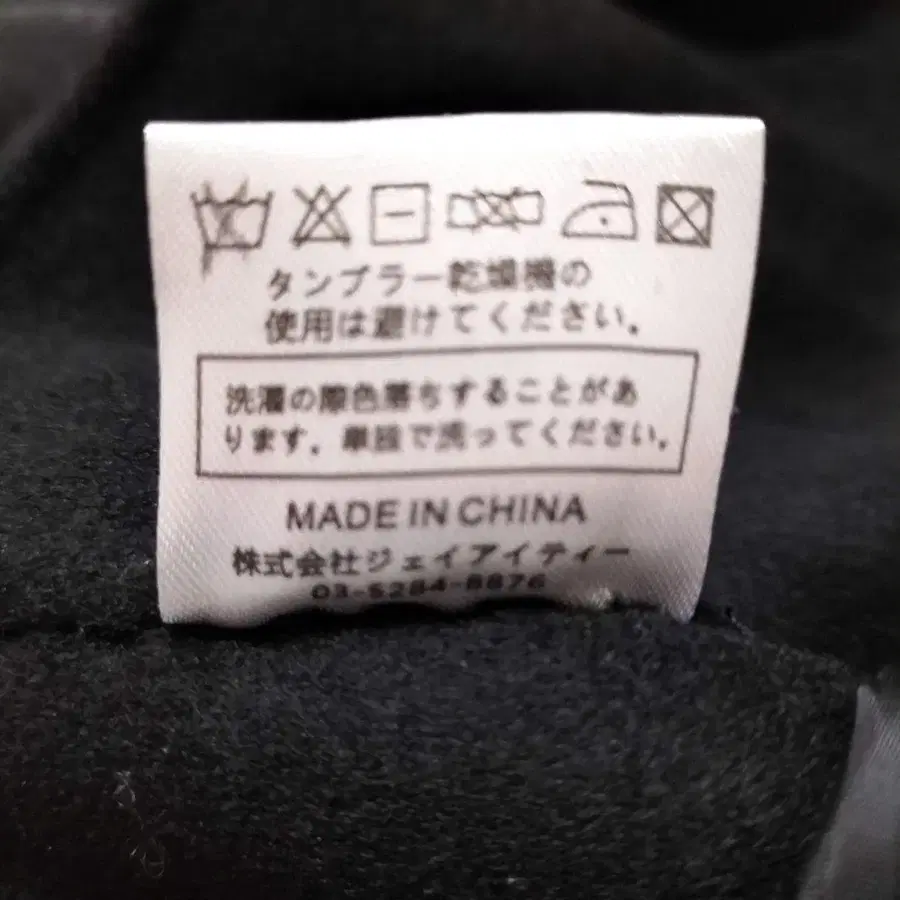 タンブラー乾燥機の
使用は避けてください。
洗濯の際色落ちすることがあ
ります。単独で洗ってください。
MADE IN CHINA
株式会社ジェイアイティー
03-5284-8876